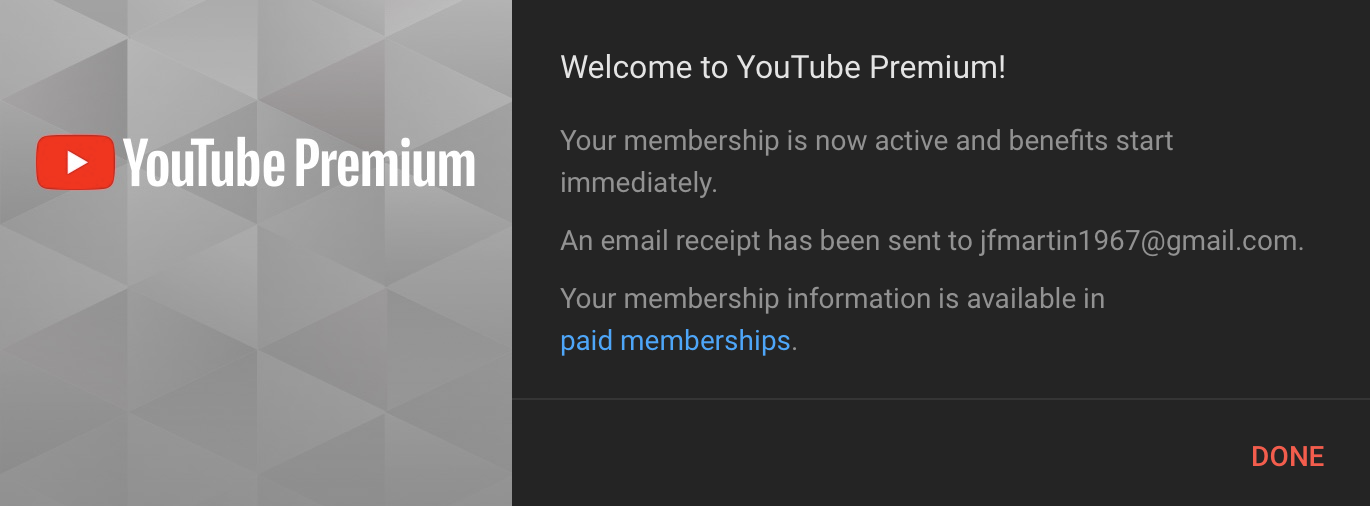 YouTube Premium
Welcome to YouTube Premium!
Your membership is now active and benefits start
immediately.
An email receipt has been sent to jfmartin1967@gmail.com.
Your membership information is available in
paid memberships.
DONE